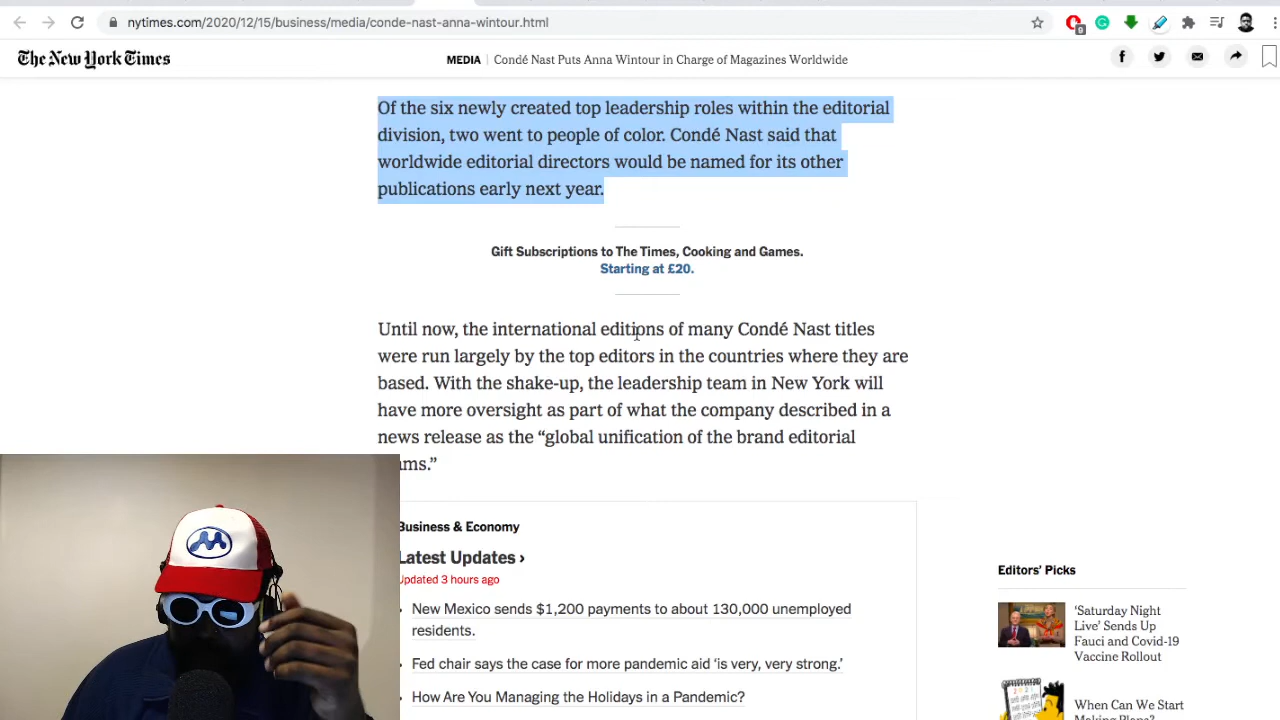 nytimes.com/2020/12/15/business/media/conde-nast-anna-wintour.html
9
The New York Times
MEDIA | Condé Nast Puts Anna Wintour in Charge of Magazines Worldwide
Of the six newly created top leadership roles within the editorial
division, two went to people of color. Condé Nast said that
worldwide editorial directors would be named for its other
publications early next year.
Gift Subscriptions to The Times, Cooking and Games.
Starting at £20.
Until now, the international editions of many Condé Nast titles
were run largely by the top editors in the countries where they are
based. With the shake-up, the leadership team in New York will
have more oversight as part of what the company described in a
news release as the “global unification of the brand editorial
ams.”
Business & Economy
Latest Updates ›
Updated 3 hours ago
New Mexico sends $1,200 payments to about 130,000 unemployed
residents.
Fed chair says the case for more pandemic aid ‘is very, very strong.’
How Are You Managing the Holidays in a Pandemic?
Editors’ Picks
‘Saturday Night
Live’ Sends Up
Fauci and Covid-19
Vaccine Rollout
When Can We Start
Making Plans?
M